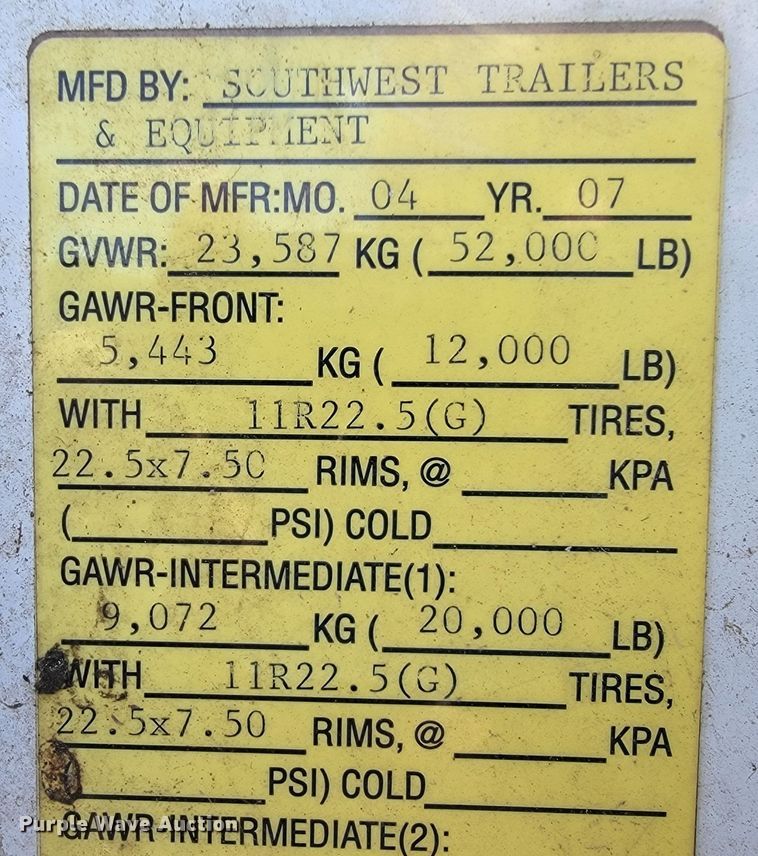 MFD BY: SOUTHWEST TRAILERS
& EQUIPMENT
DATE OF MFR:MO. 04 YR. 07
GVWR: 23,587 KG ( 52,000 LB)
GAWR-FRONT:
5,443 KG ( 12,000 LB)
WITH 11R22.5(G) TIRES,
22.5x7.50 RIMS, @ KPA
( PSI) COLD
GAWR-INTERMEDIATE(1):
9,072 KG ( 20,000 LB)
WITH 11R22.5(G) TIRES,
22.5x7.50 RIMS, @ KPA
PSI) COLD
GAWR-INTERMEDIATE(2):
Purple Wave Auction